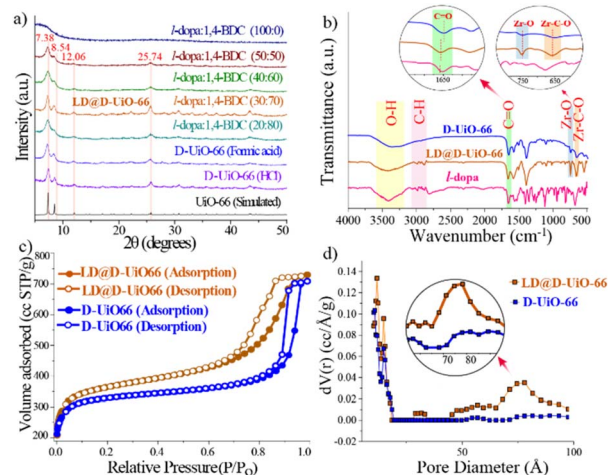 a)
7.38
8.54
12.06
25.74
l-dopa:1,4-BDC (100:0)
l-dopa:1,4-BDC (50:50)
l-dopa:1,4-BDC (40:60)
LD@D-UiO-66
l-dopa:1,4-BDC (30:70)
l-dopa:1,4-BDC (20:80)
D-UiO-66 (Formic acid)
D-UiO-66 (HCl)
UiO-66 (Simulated)
Intensity (a.u)
0 10 20 30 40 50
2θ (degrees)
b)
C=O
1650
Zr-O Zr-C-O
790 650
O-H
C-H
C=O
Zr-O
Zr-C-O
D-UiO-66
LD@D-UiO-66
l-dopa
Transmittance (a.u.)
4000 2500 1500 500
Wavenumber (cm-1)
c)
LD@D-UiO66 (Adsorption)
LD@D-UiO66 (Desorption)
D-UiO66 (Adsorption)
D-UiO66 (Desorption)
Volume adsorbed (cc STP/g)
800
700
600
500
400
300
200
0.0 0.2 0.4 0.6 0.8 1.0
Relative Pressure(P/PO)
d)
LD@D-UiO-66
D-UiO-66
70 80
dV(r) (cc/Å/g)
0.14
0.12
0.10
0.08
0.06
0.04
0.02
0.00
-0.02
50 100
Pore Diameter (Å)